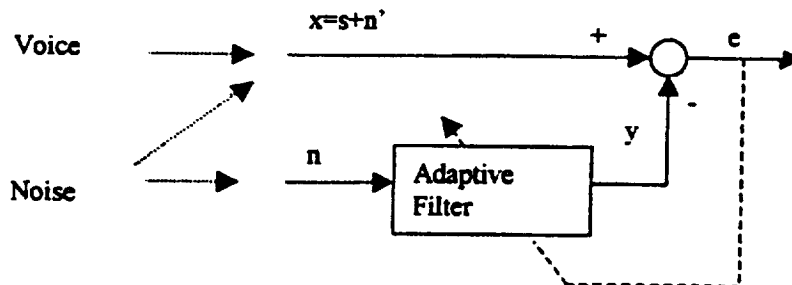 x=s+n'
Voice
+
e
-
y
n
Adaptive
Filter
Noise